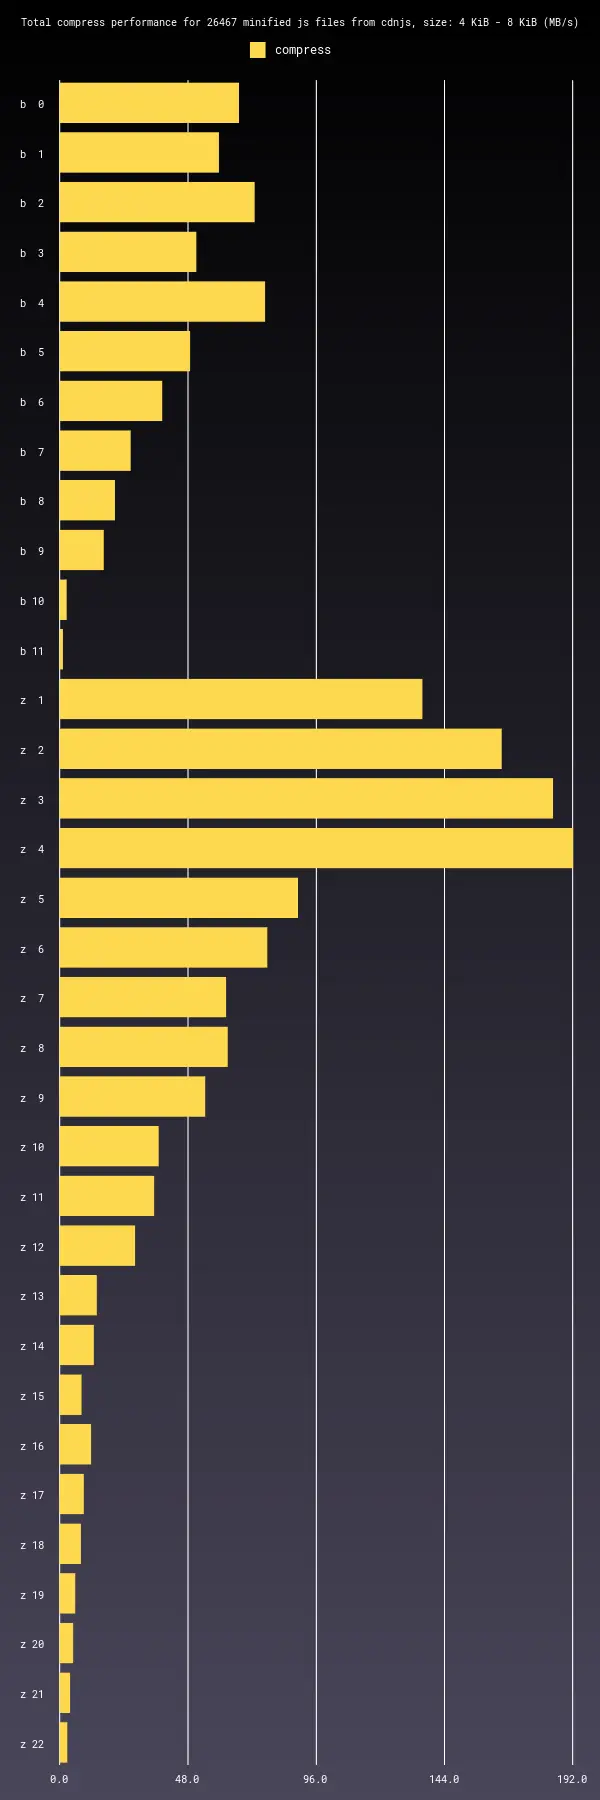 Total compress performance for 26467 minified js files from cdnjs, size: 4 KiB - 8 KiB (MB/s)
compress
b 0
b 1
b 2
b 3
b 4
b 5
b 6
b 7
b 8
b 9
b 10
b 11
z 1
z 2
z 3
z 4
z 5
z 6
z 7
z 8
z 9
z 10
z 11
z 12
z 13
z 14
z 15
z 16
z 17
z 18
z 19
z 20
z 21
z 22
0.0 48.0 96.0 144.0 192.0